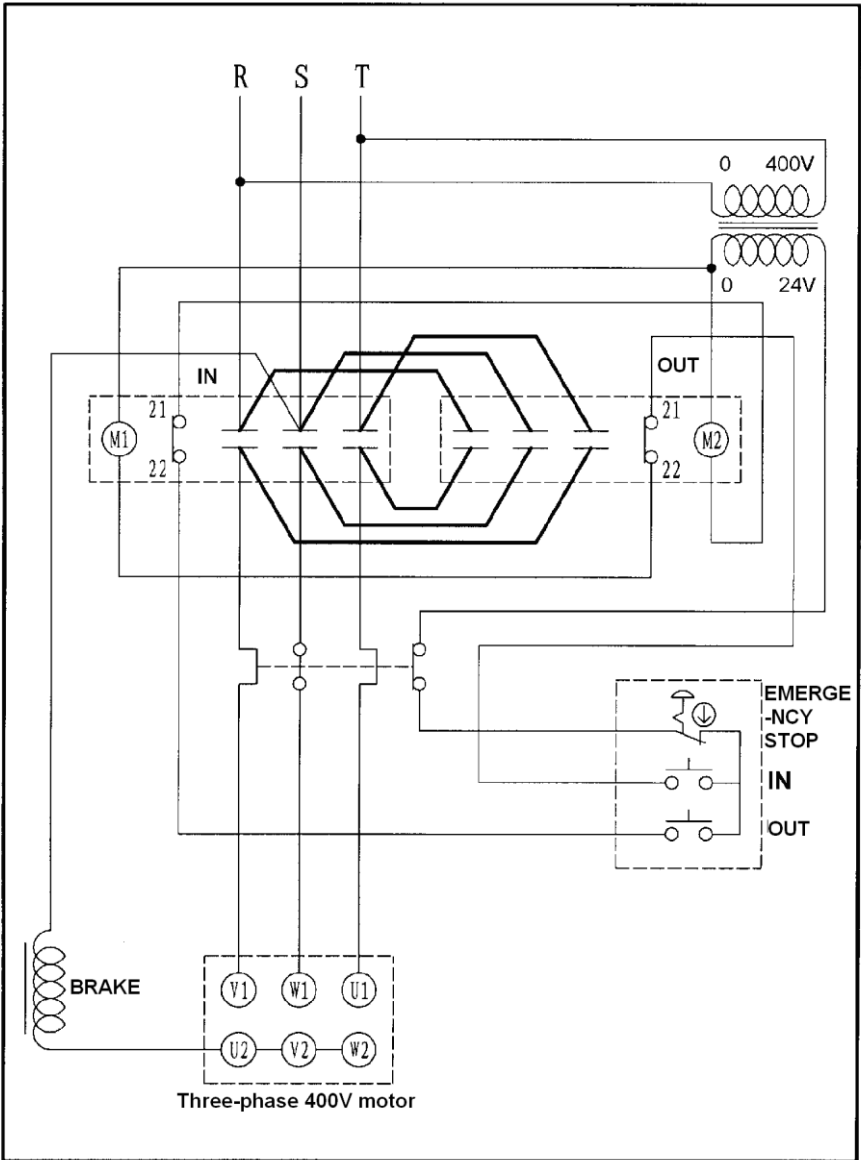 R S T
0 400V
0 24V
IN
OUT
21
21
M1
M2
22
22
EMERGE
-NCY
STOP
IN
OUT
V1 W1 U1
BRAKE
U2 V2 W2
Three-phase 400V motor